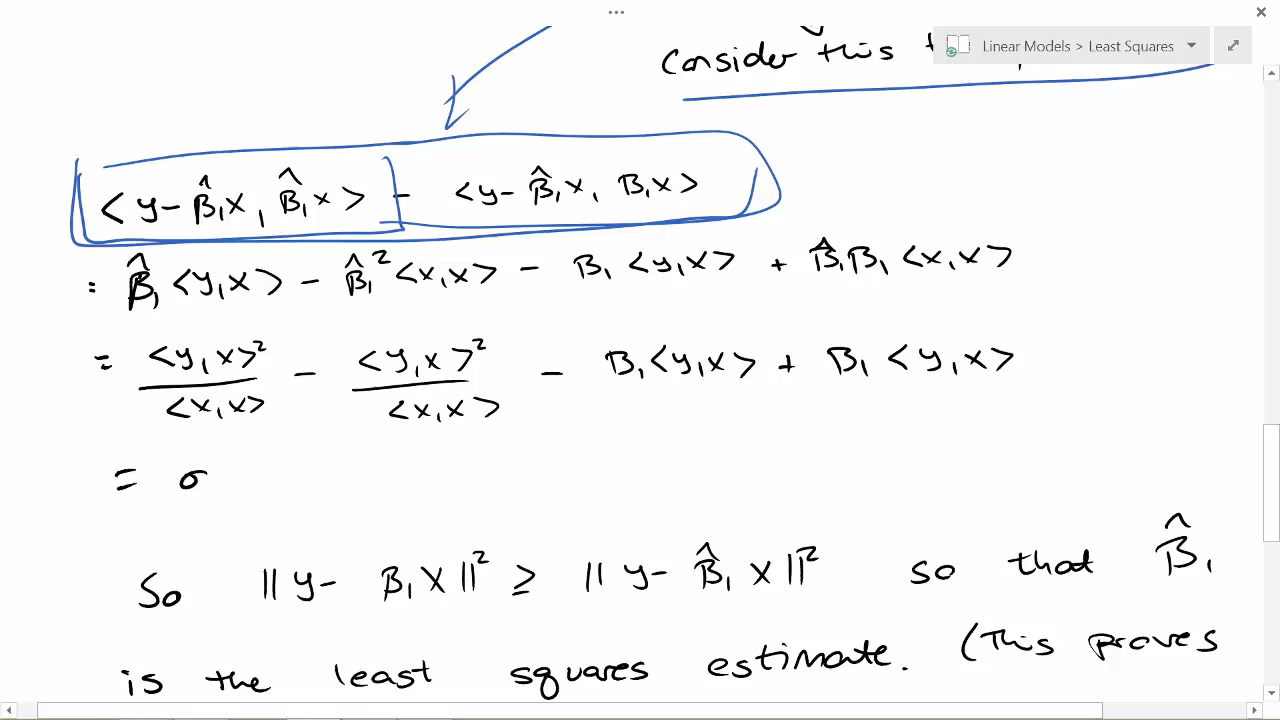 Linear Models > Least Squares
Consider this
< y - β̂₁x , β̂₁x > - < y - β̂₁x, β₁x >
= β̂₁ <y,x> - β̂₁² <x,x> - β₁ <y,x> + β̂₁β₁ <x,x>
= <y,x>²/<x,x> - <y,x>²/<x,x> - β₁<y,x> + β₁ <y,x>
= 0
So || y - β₁x ||² ≥ || y - β̂₁ x ||² so that β̂₁
is the least squares estimate. (This proves